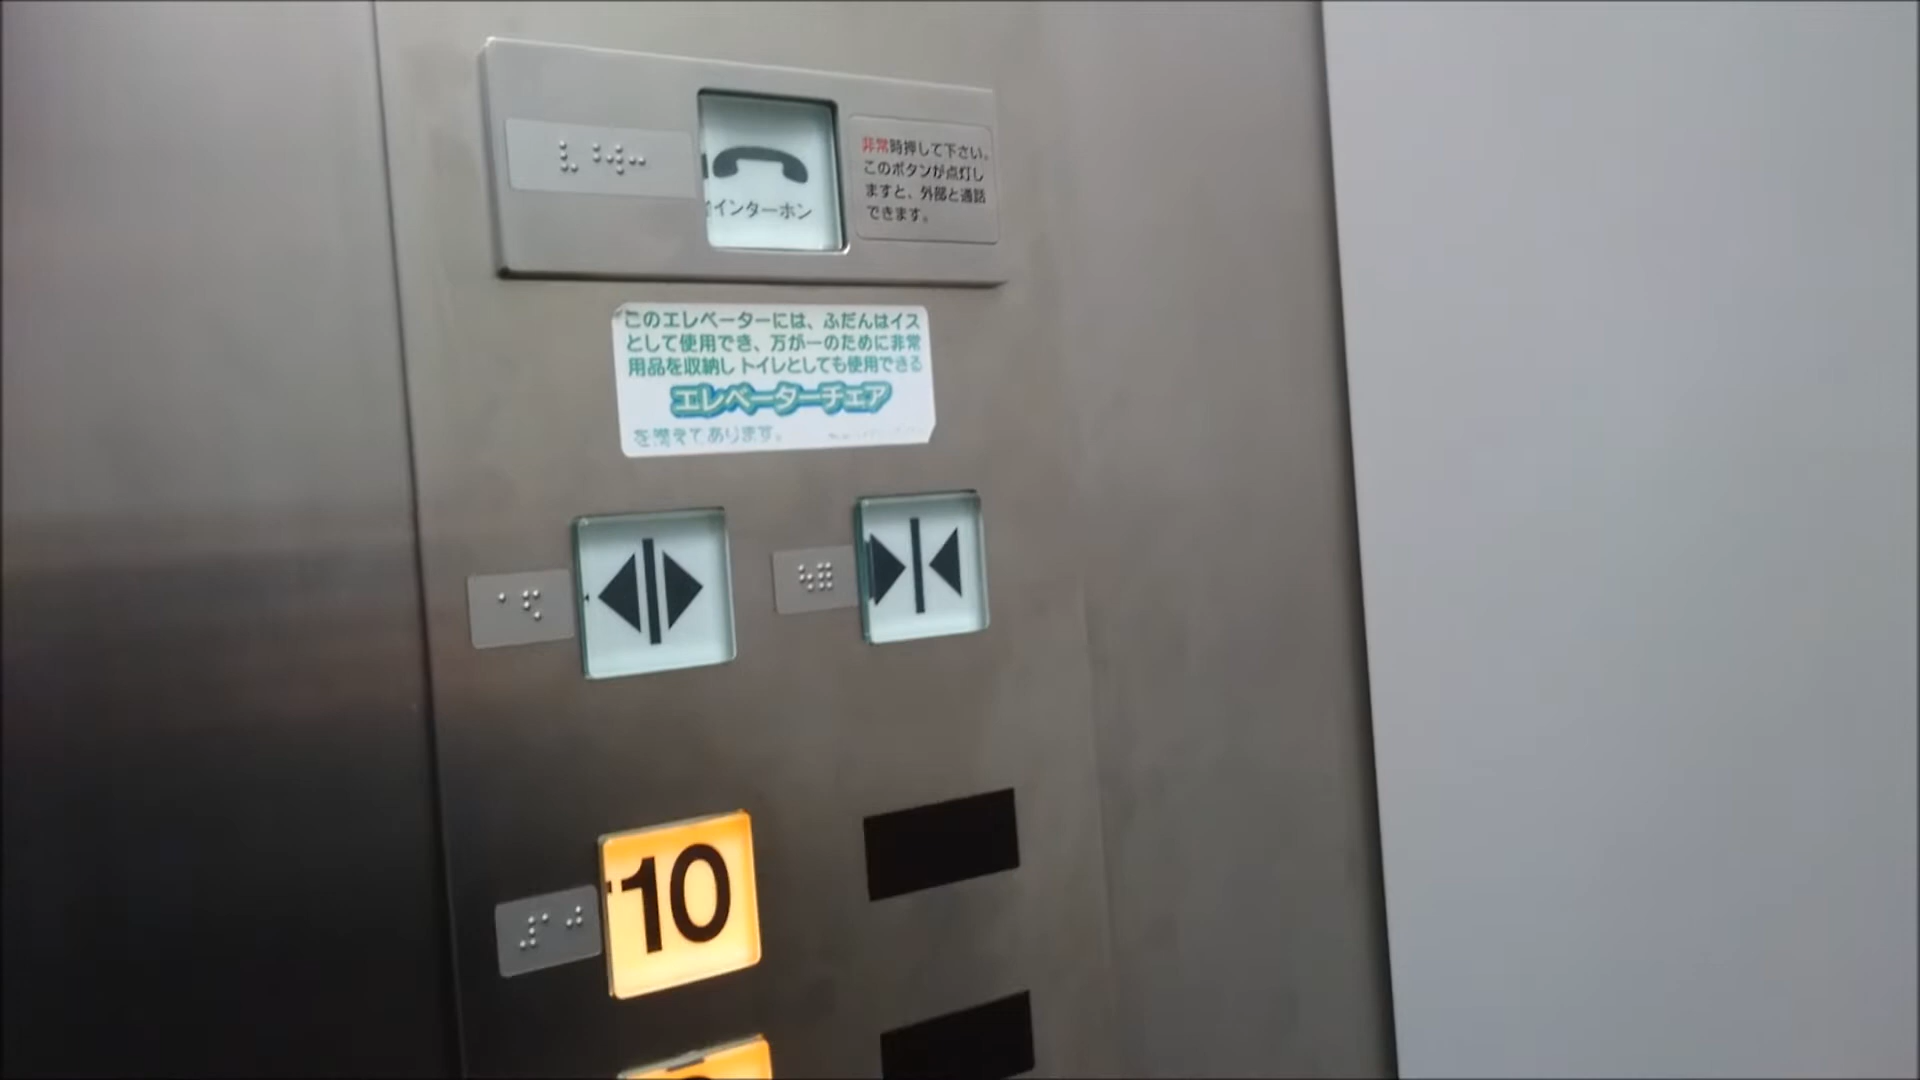 インターホン
非常時押して下さい。
このボタンが点灯し
ますと、外部と通話
できます。
このエレベーターには、ふだんはイス
として使用でき、万が一のために非常
用品を収納しトイレとしても使用できる
エレベーターチェア
を備えてあります。
10